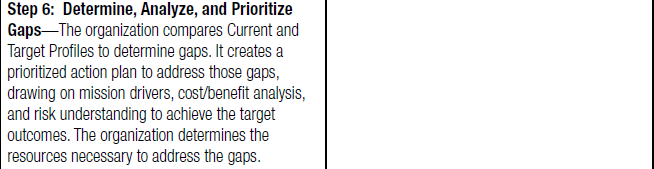 Step 6:  Determine, Analyze, and Prioritize
Gaps—The organization compares Current and
Target Profiles to determine gaps. It creates a
prioritized action plan to address those gaps,
drawing on mission drivers, cost/benefit analysis,
and risk understanding to achieve the target
outcomes. The organization determines the
resources necessary to address the gaps.